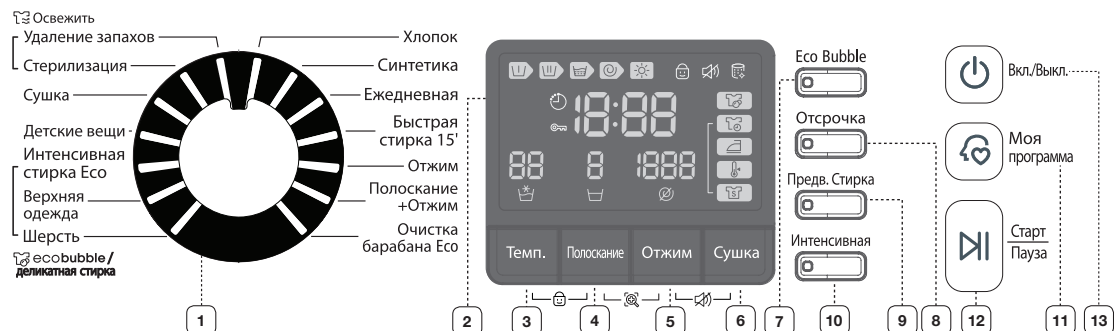 Освежить
Удаление запахов
Стерилизация
Сушка
Детские вещи
Интенсивная
стирка Eco
Верхняя
одежда
Шерсть
ecobubble/
деликатная стирка
Хлопок
Синтетика
Ежедневная
Быстрая
стирка 15'
Отжим
Полоскание
+Отжим
Очистка
барабана Eco
18:88
88 8 1888
Темп. Полоскание Отжим Сушка
Eco Bubble
Отсрочка
Предв. Стирка
Интенсивная
Вкл./Выкл.
Моя
программа
Старт
Пауза
1 2 3 4 5 6 7 10 9 8 12 11 13